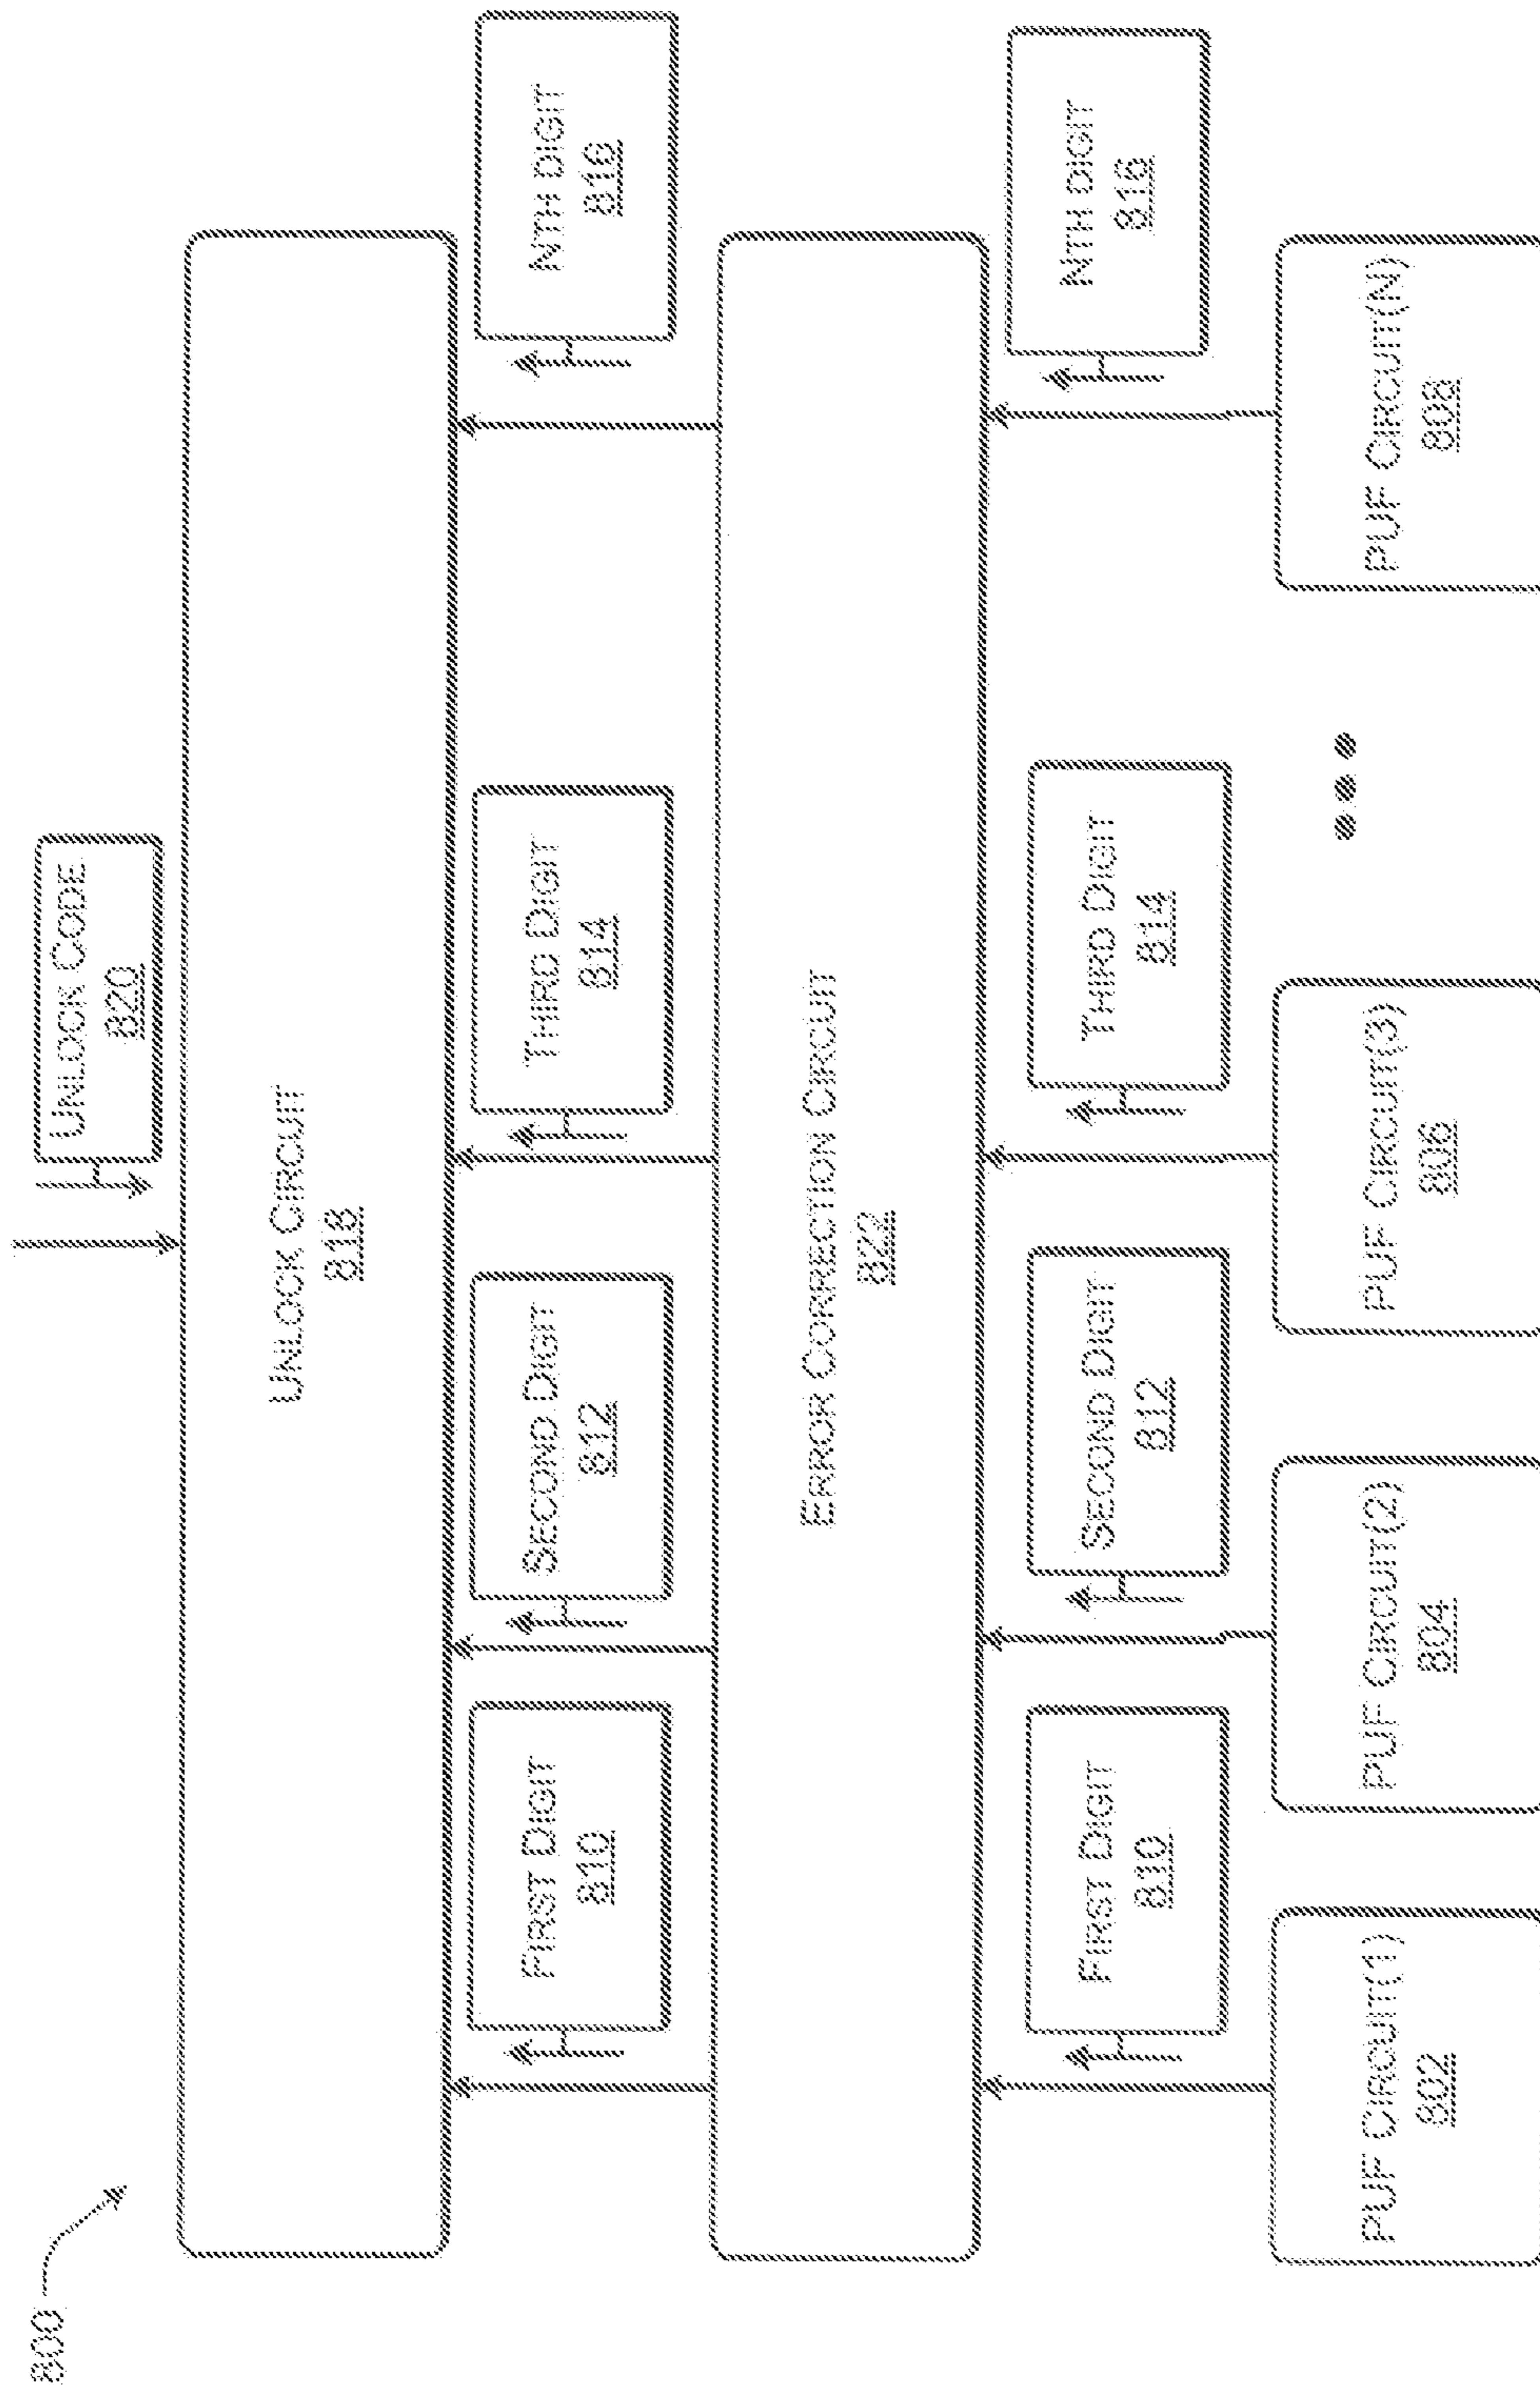 800
UNLOCK CODE
820
UNLOCK CIRCUIT
818
FIRST DIGIT
810
SECOND DIGIT
812
THIRD DIGIT
814
NTH DIGIT
816
ERROR CORRECTION CIRCUIT
822
FIRST DIGIT
810
SECOND DIGIT
812
THIRD DIGIT
814
NTH DIGIT
816
PUF CIRCUIT(1)
802
PUF CIRCUIT(2)
804
PUF CIRCUIT(3)
806
PUF CIRCUIT(N)
808